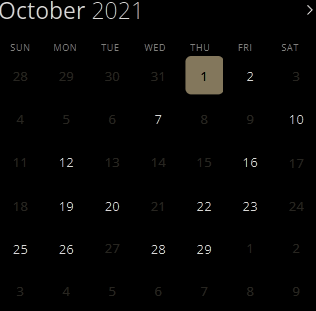 October 2021
SUN MON TUE WED THU FRI SAT
28 29 30 31 1 2 3
4 5 6 7 8 9 10
11 12 13 14 15 16 17
18 19 20 21 22 23 24
25 26 27 28 29 1 2
3 4 5 6 7 8 9